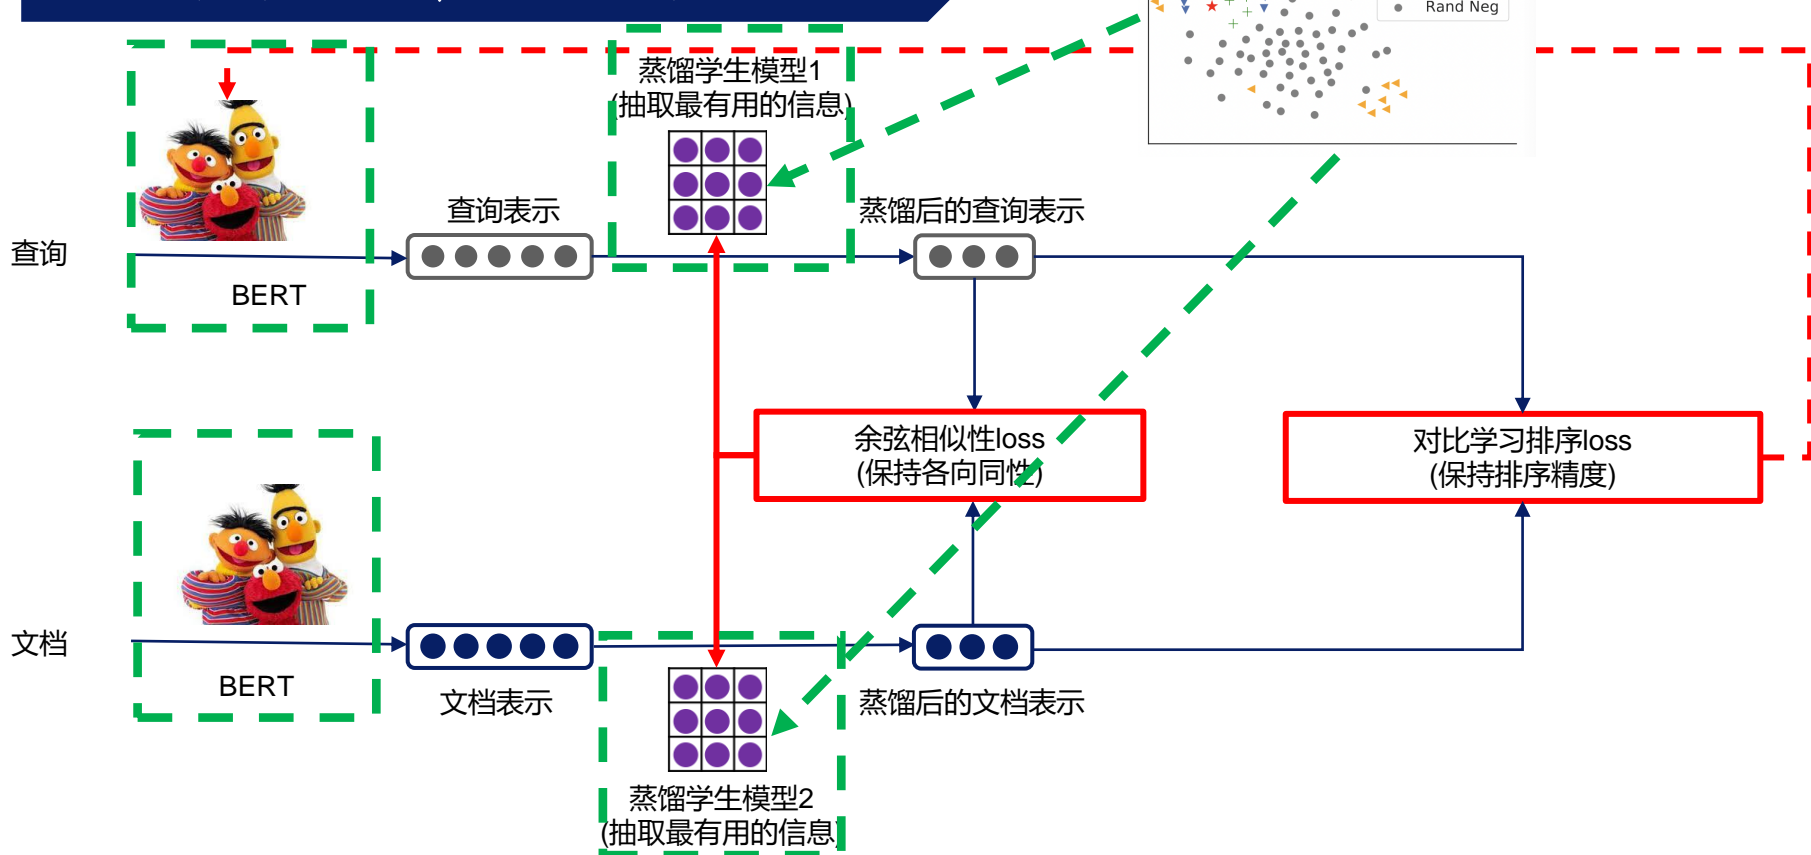 Rand Neg
蒸馏学生模型1
(抽取最有用的信息)
查询表示
蒸馏后的查询表示
查询
BERT
余弦相似性loss
(保持各向同性)
对比学习排序loss
(保持排序精度)
文档
BERT
文档表示
蒸馏后的文档表示
蒸馏学生模型2
(抽取最有用的信息)